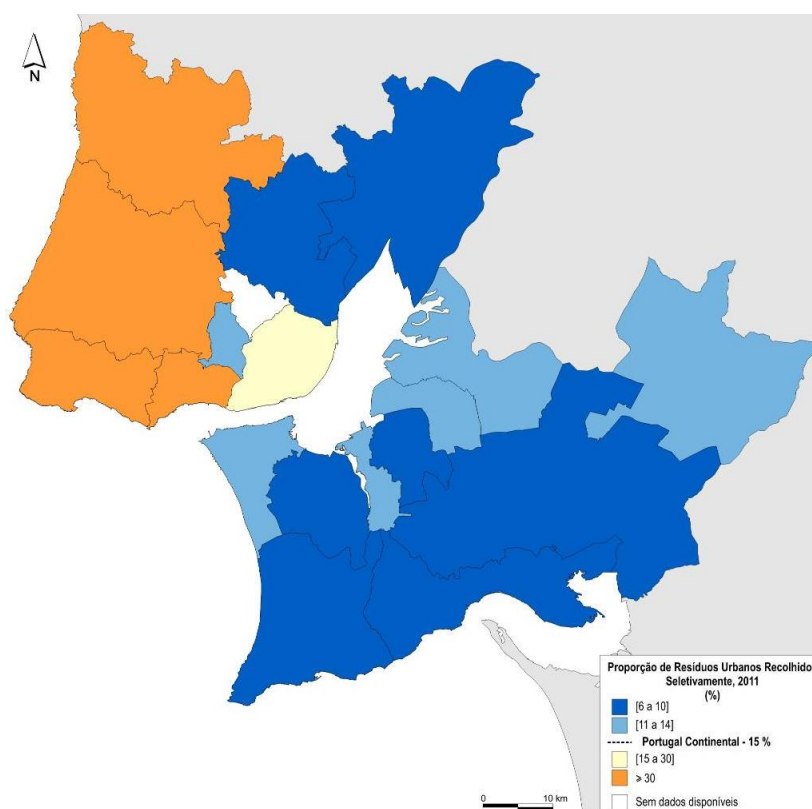 N
Proporção de Resíduos Urbanos Recolhido
Seletivamente, 2011
(%)
[6 a 10]
[11 a 14]
Portugal Continental - 15 %
[15 a 30]
≥ 30
Sem dados disponíveis
0 10 km